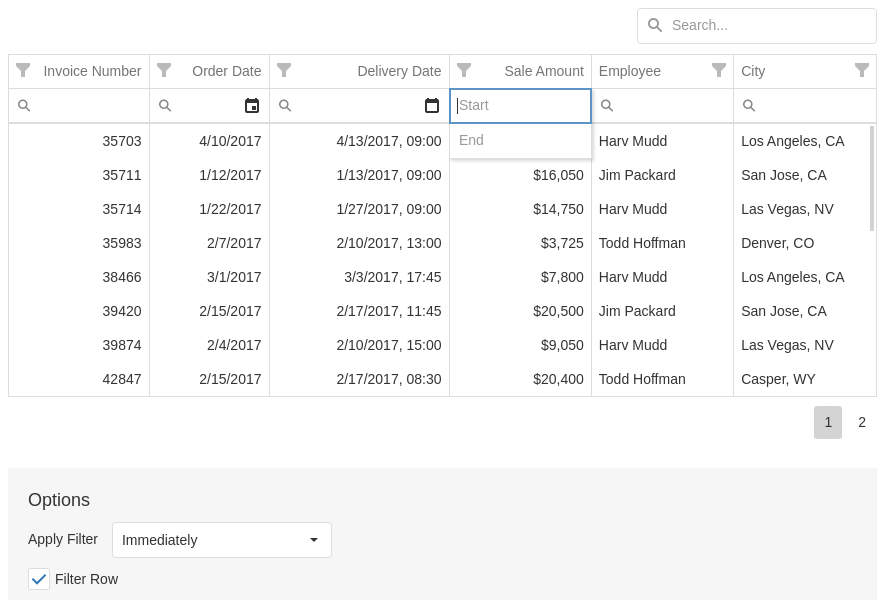 Search...
Invoice Number Order Date Delivery Date Sale Amount Employee City
Start
End
35703 4/10/2017 4/13/2017, 09:00 Harv Mudd Los Angeles, CA
35711 1/12/2017 1/13/2017, 09:00 $16,050 Jim Packard San Jose, CA
35714 1/22/2017 1/27/2017, 09:00 $14,750 Harv Mudd Las Vegas, NV
35983 2/7/2017 2/10/2017, 13:00 $3,725 Todd Hoffman Denver, CO
38466 3/1/2017 3/3/2017, 17:45 $7,800 Harv Mudd Los Angeles, CA
39420 2/15/2017 2/17/2017, 11:45 $20,500 Jim Packard San Jose, CA
39874 2/4/2017 2/10/2017, 15:00 $9,050 Harv Mudd Las Vegas, NV
42847 2/15/2017 2/17/2017, 08:30 $20,400 Todd Hoffman Casper, WY
1 2
Options
Apply Filter Immediately
Filter Row